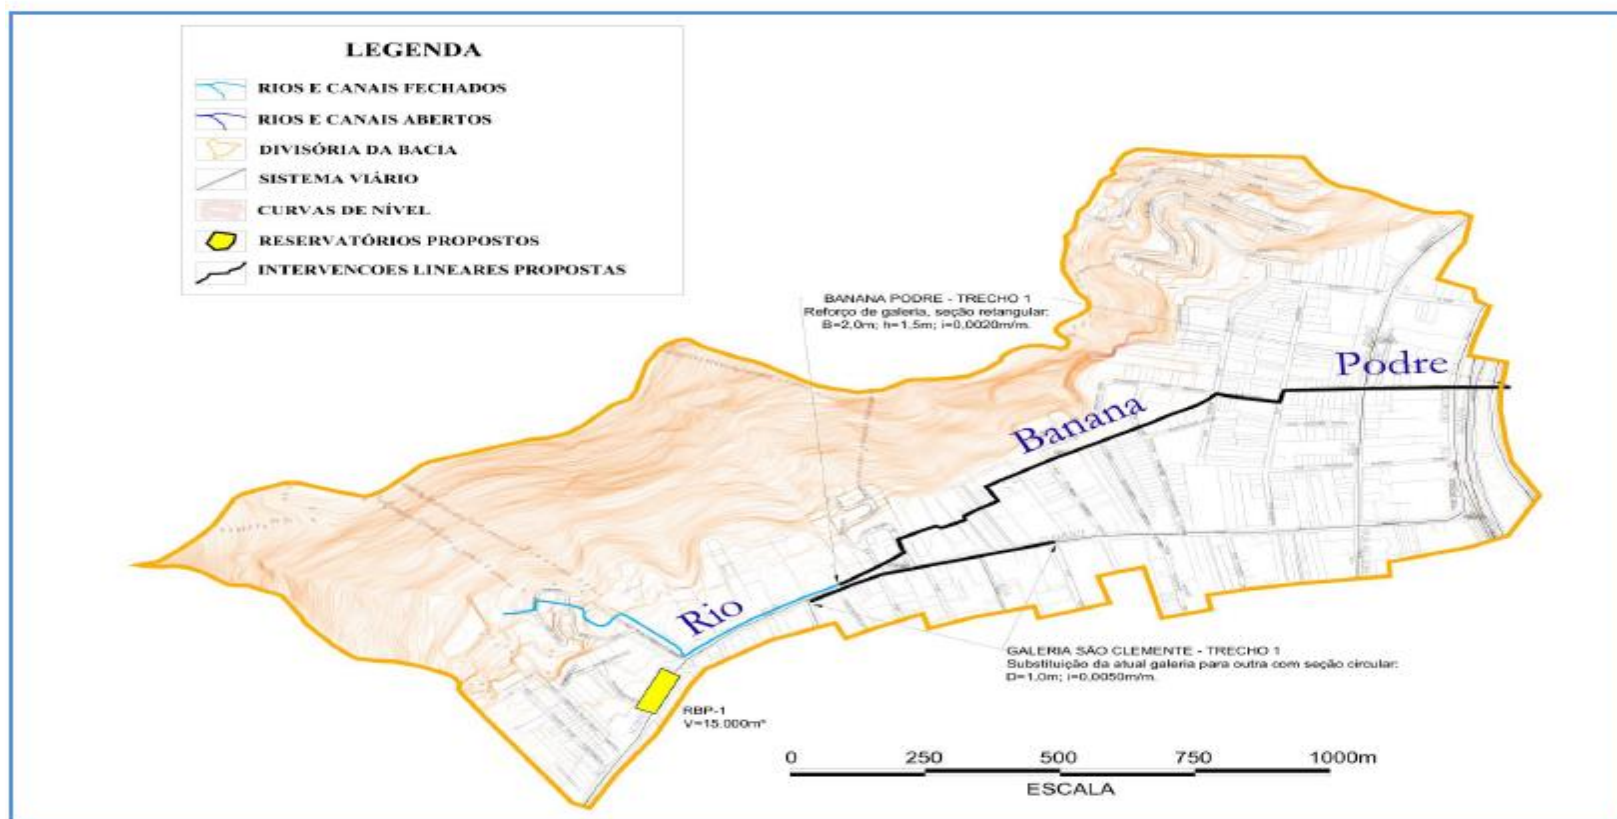 LEGENDA
RIOS E CANAIS FECHADOS
RIOS E CANAIS ABERTOS
DIVISÓRIA DA BACIA
SISTEMA VIÁRIO
CURVAS DE NÍVEL
RESERVATÓRIOS PROPOSTOS
INTERVENCOES LINEARES PROPOSTAS
BANANA PODRE - TRECHO 1
Reforço de galeria, seção retangular:
B=2,0m; h=1,5m; i=0,0020m/m.
Podre
Banana
Rio
GALERIA SÃO CLEMENTE - TRECHO 1
Substituição da atual galeria para outra com seção circular:
D=1,0m; i=0,0050m/m.
RBP-1
V=15.000m³
0 250 500 750 1000m
ESCALA